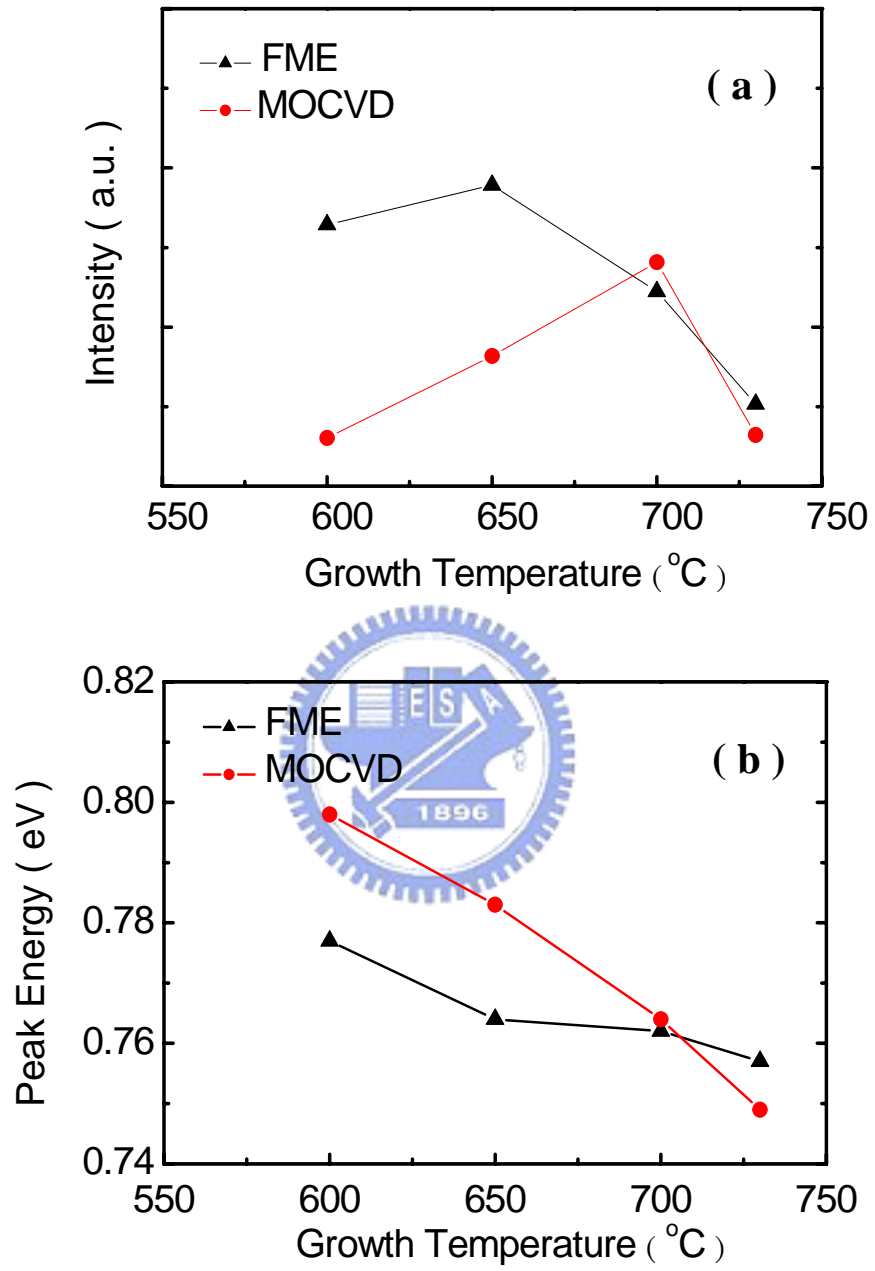 FME
MOCVD
( a )
Intensity ( a.u. )
550 600 650 700 750
Growth Temperature ( °C )
0.82
0.80
0.78
0.76
0.74
FME
MOCVD
( b )
E S A
1896
Peak Energy ( eV )
550 600 650 700 750
Growth Temperature ( °C )